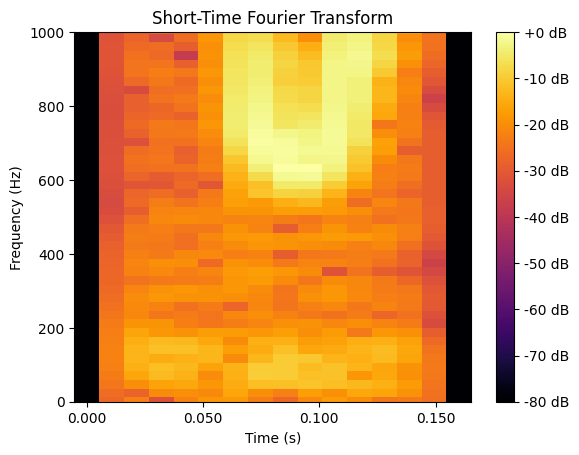 Short-Time Fourier Transform
1000
800
600
400
200
0
Frequency (Hz)
0.000
0.050
0.100
0.150
Time (s)
+0 dB
-10 dB
-20 dB
-30 dB
-40 dB
-50 dB
-60 dB
-70 dB
-80 dB